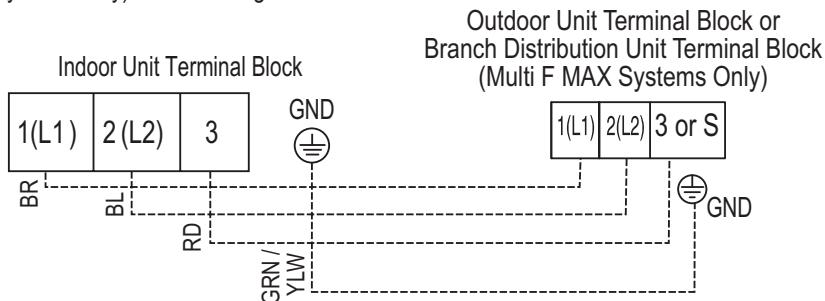 Outdoor Unit Terminal Block or
Branch Distribution Unit Terminal Block
(Multi F MAX Systems Only)
Indoor Unit Terminal Block
1(L1) 2(L2) 3
GND
1(L1) 2(L2) 3 or S
BR
BL
RD
GRN /
YLW
GND